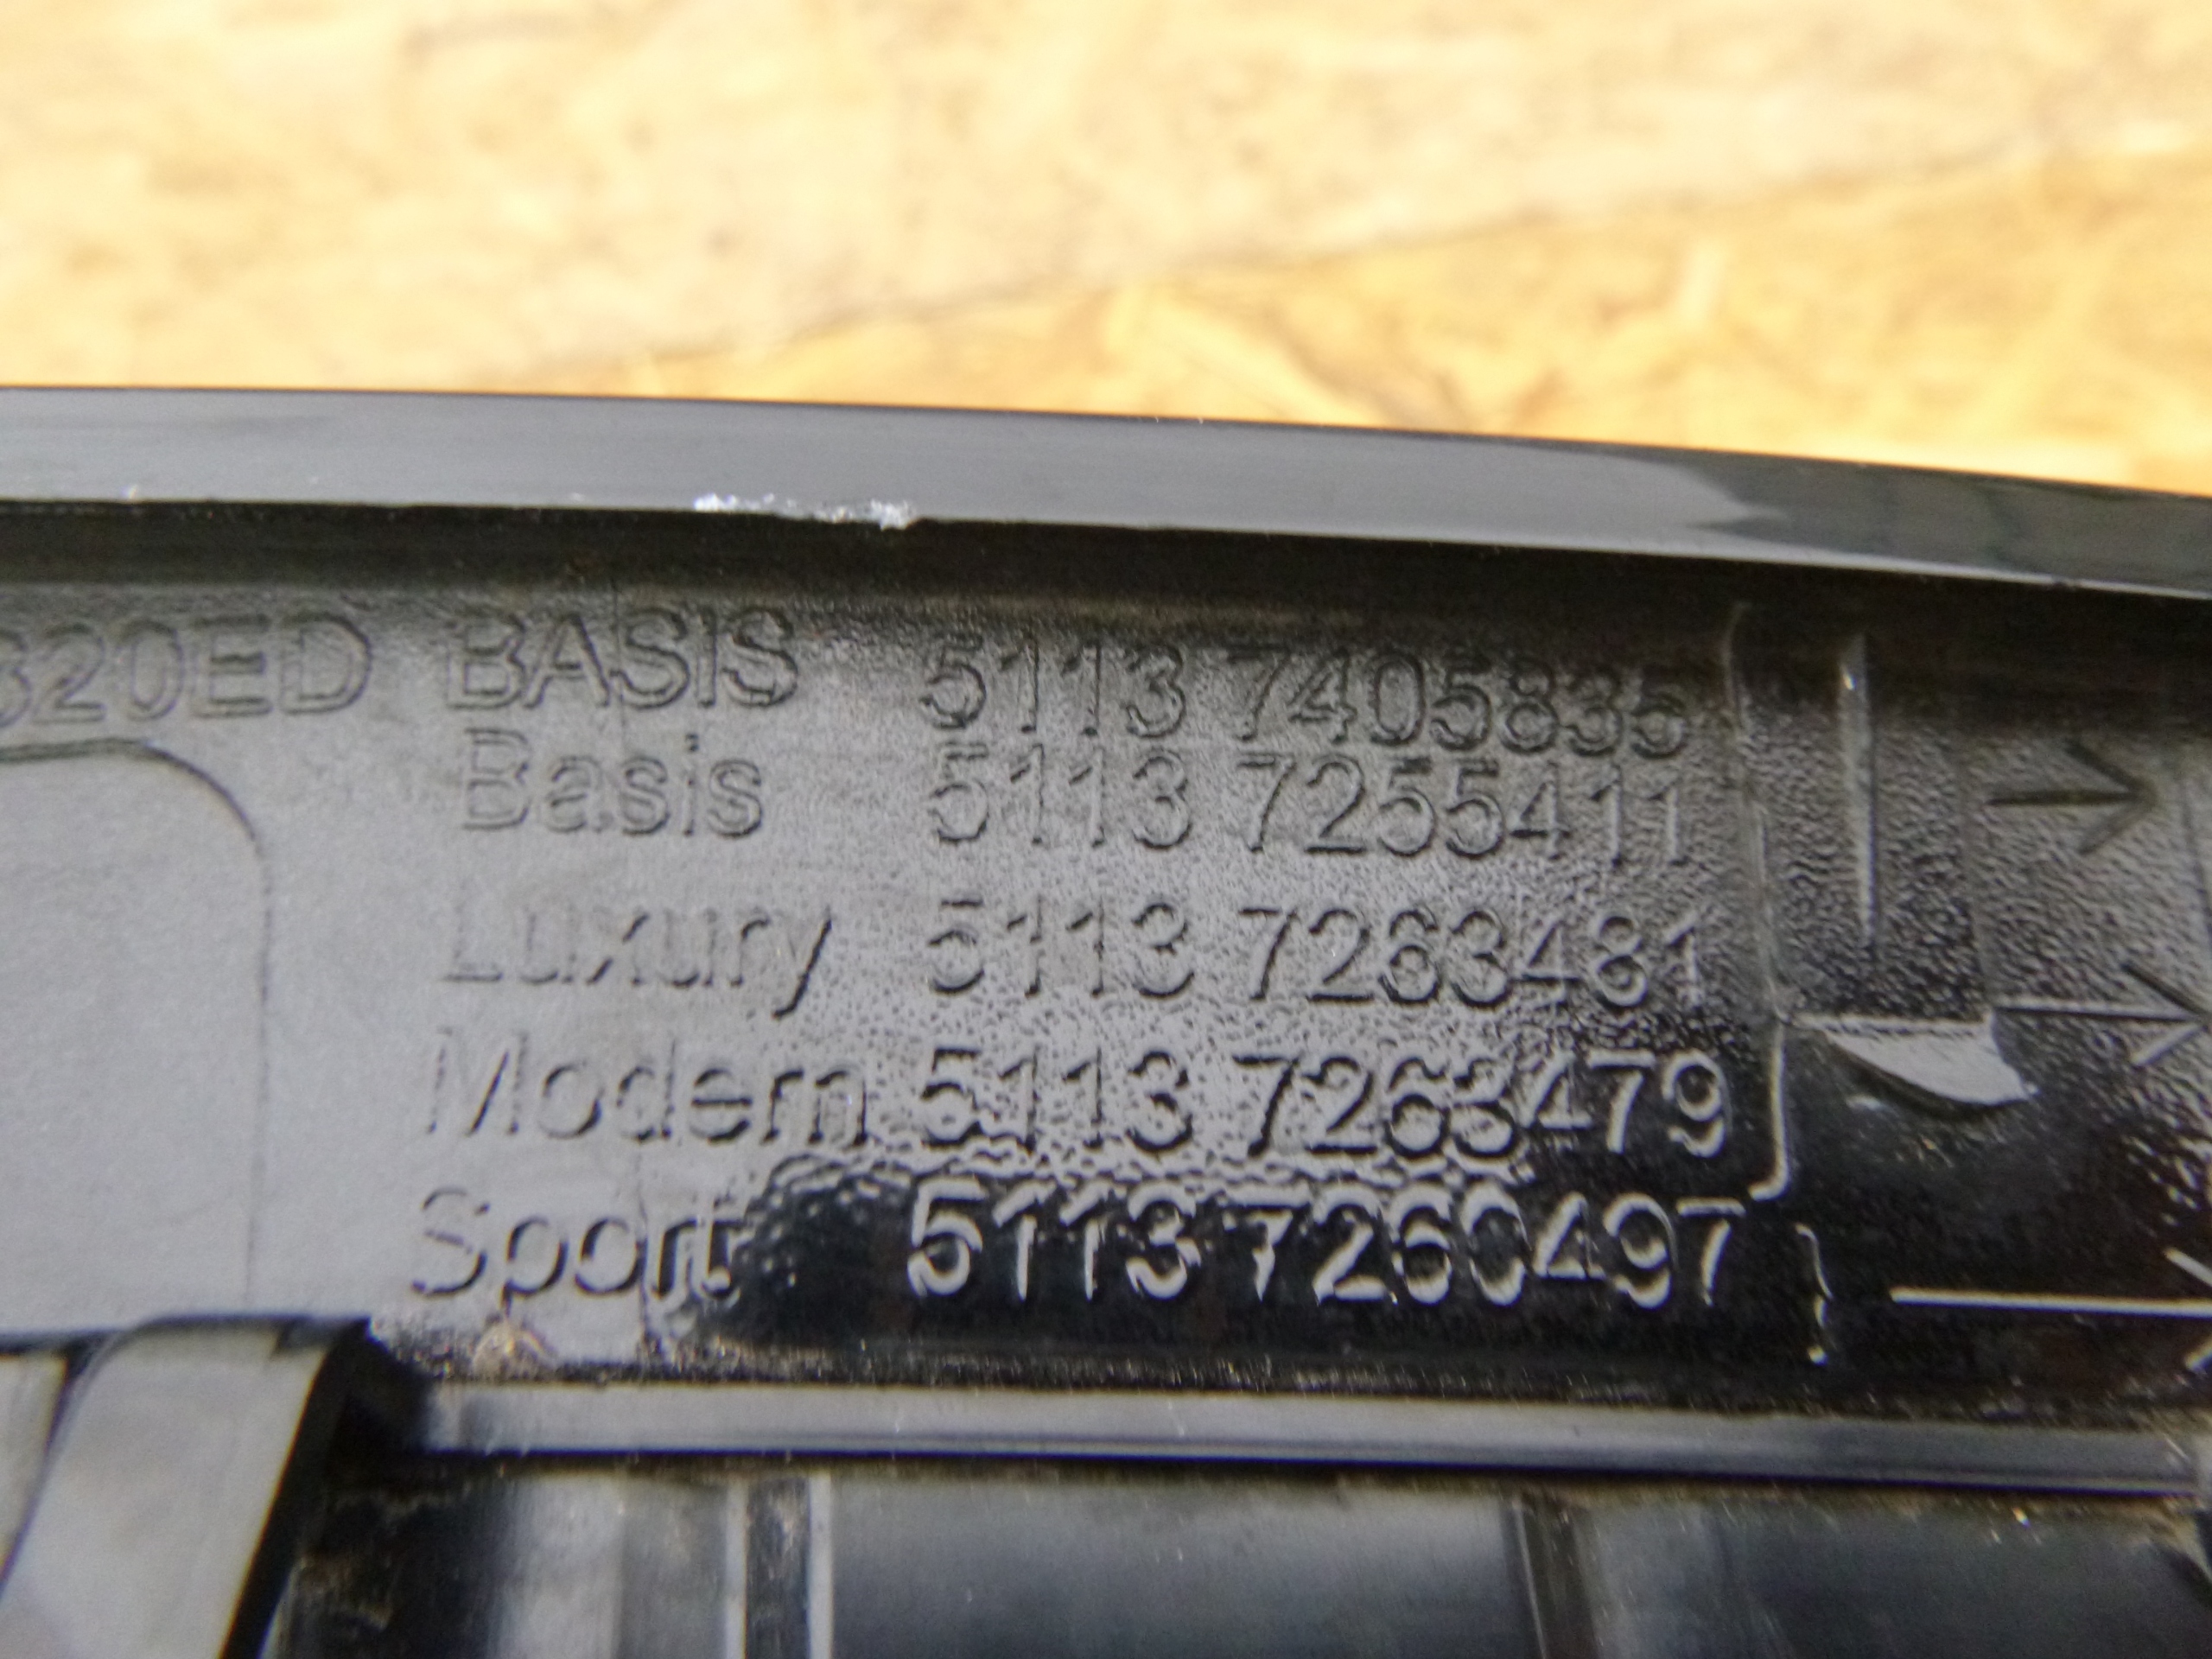 320ED BASIS 5113 7405835
Basis 5113 7255411
Luxury 5113 7263481
Modern 5113 7263479
Sport 5113 7260497